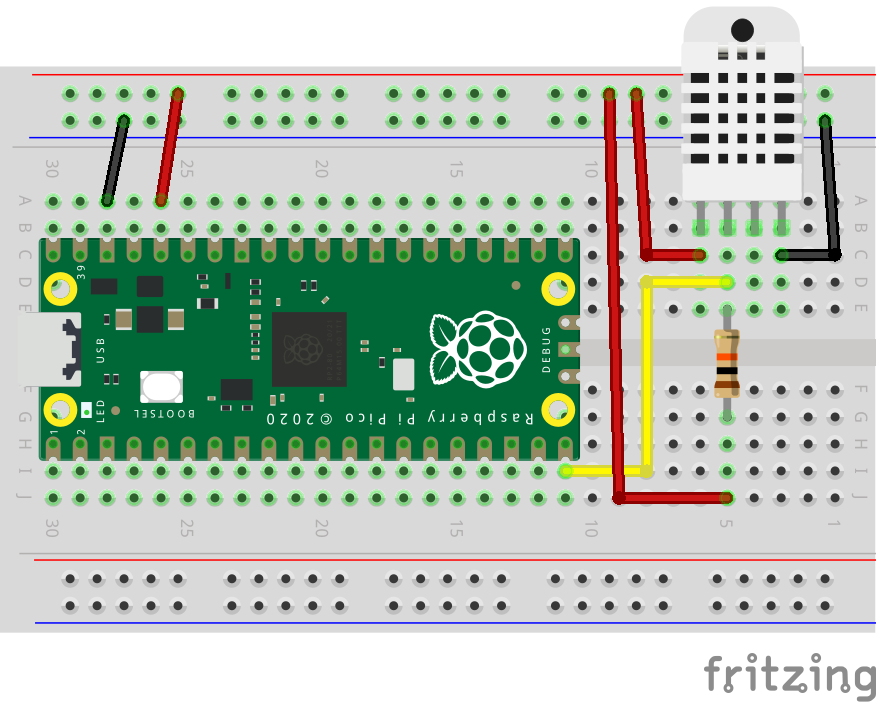 30 25 20 15 10 1
A A
B B
C C
D D
E E
39
USB
DEBUG
BOOTSEL
LED
Raspberry Pi Pico © 2020
1
2
F F
G G
H H
I I
J J
30 25 20 15 10 5 1
fritzing